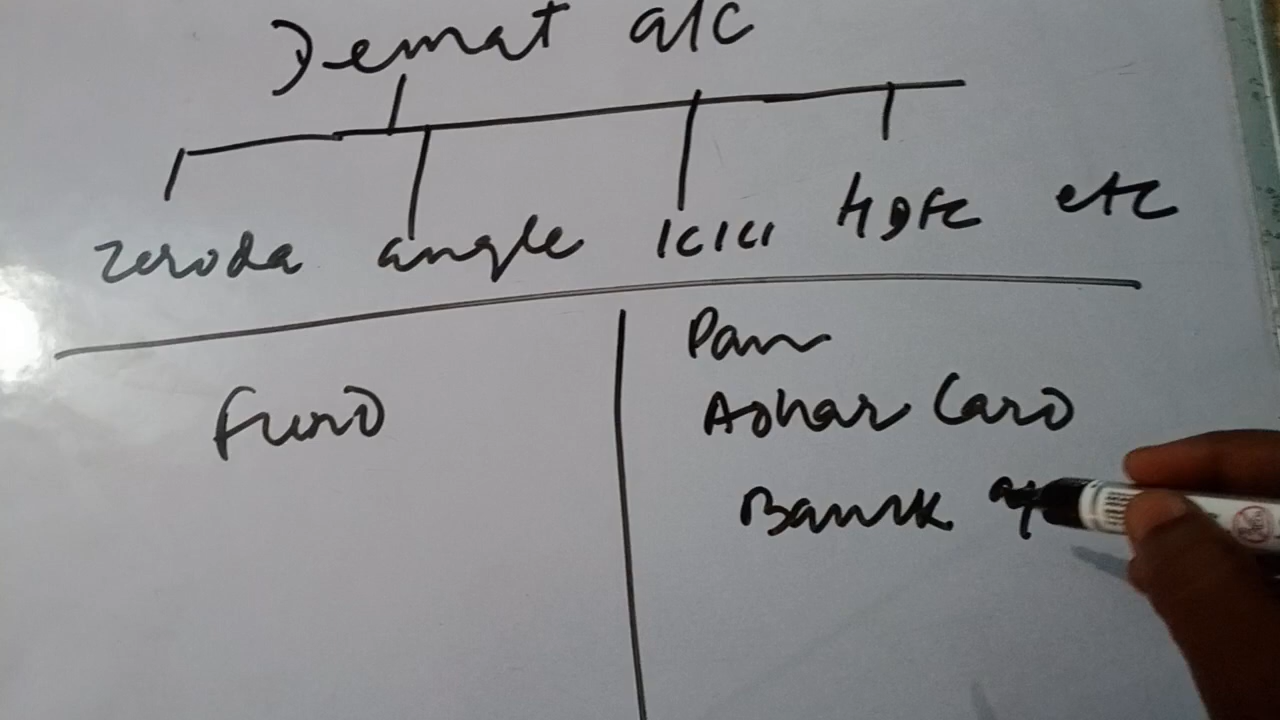 Demat a/c
zeroda angle ICICI HDFC etc
Fund
Pan
Adhar Card
Bank